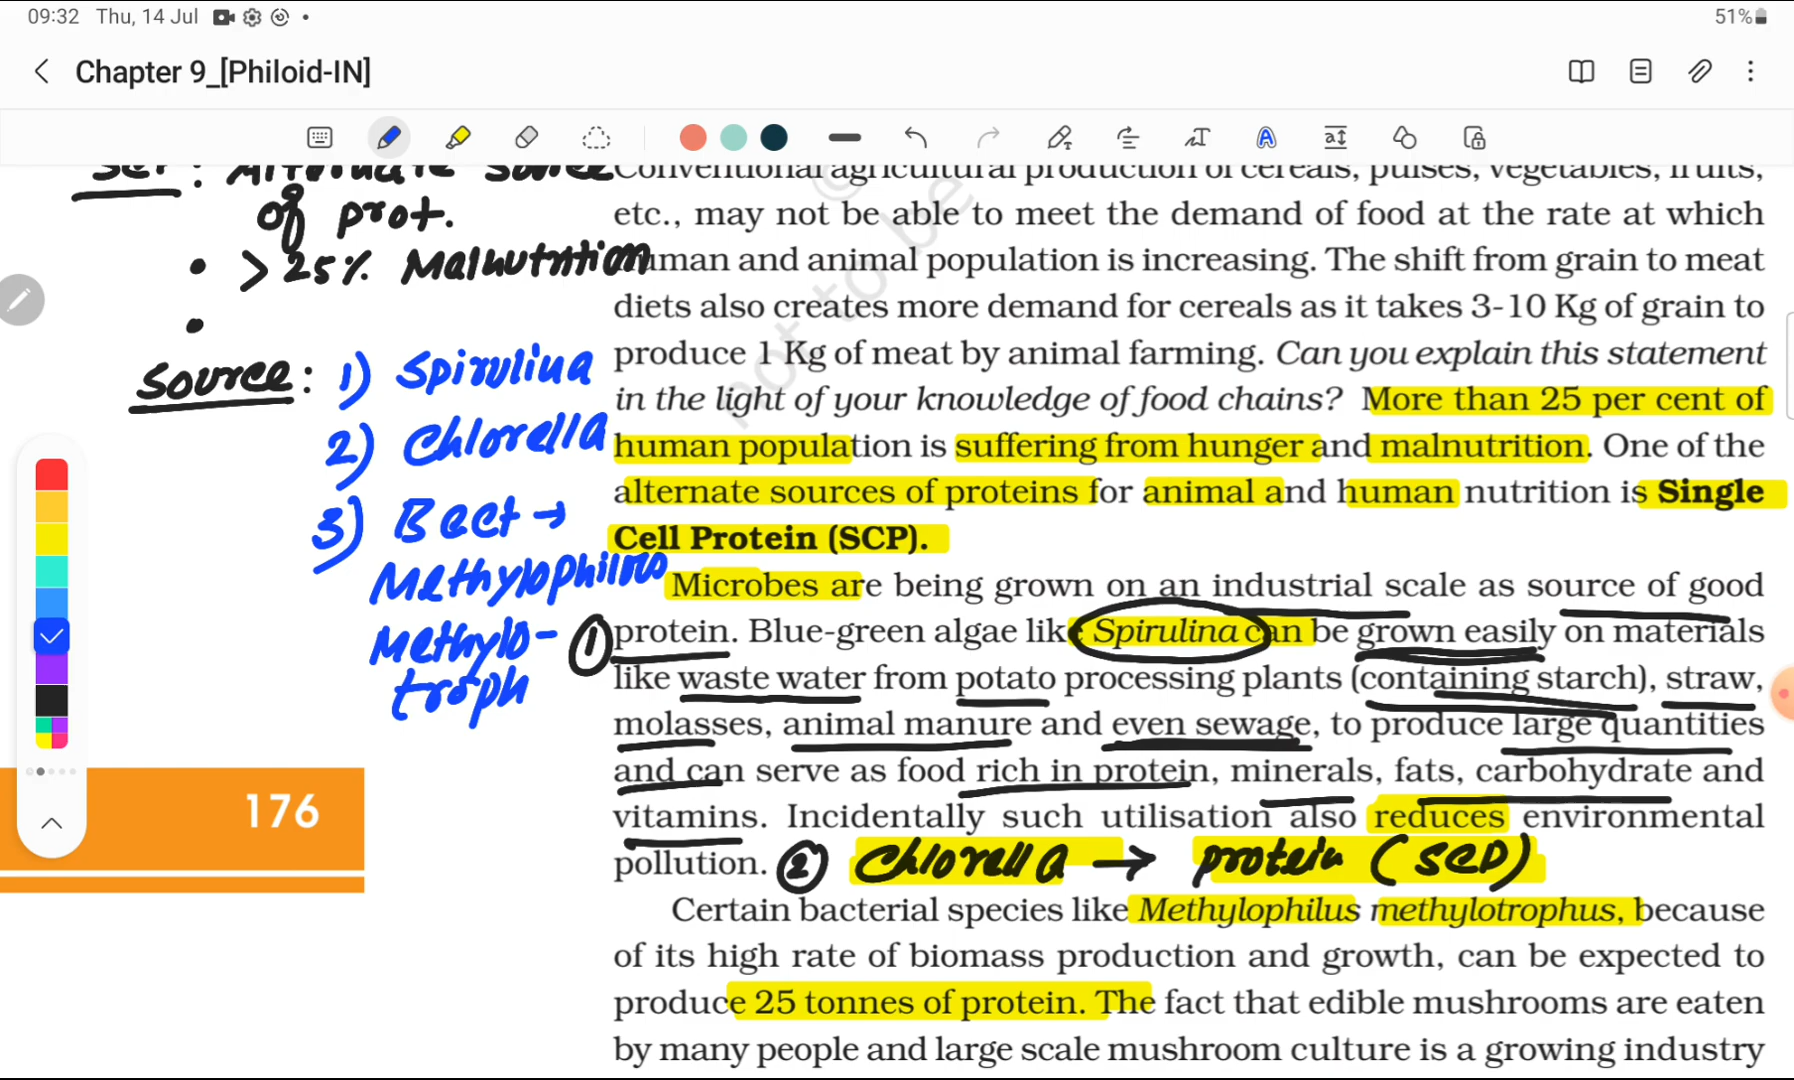 09:32 Thu, 14 Jul
51%
Chapter 9_[Philoid-IN]
SCP : Alternate source
of prot.
• > 25% Malnutrition
•
Source : 1) Spirulina
2) Chlorella
3) Bact →
Methylophilus
Methylo-
troph
176
Conventional agricultural production of cereals, pulses, vegetables, fruits,
etc., may not be able to meet the demand of food at the rate at which
human and animal population is increasing. The shift from grain to meat
diets also creates more demand for cereals as it takes 3-10 Kg of grain to
produce 1 Kg of meat by animal farming. Can you explain this statement
in the light of your knowledge of food chains? More than 25 per cent of
human population is suffering from hunger and malnutrition. One of the
alternate sources of proteins for animal and human nutrition is Single
Cell Protein (SCP).
Microbes are being grown on an industrial scale as source of good
① protein. Blue-green algae like Spirulina can be grown easily on materials
like waste water from potato processing plants (containing starch), straw,
molasses, animal manure and even sewage, to produce large quantities
and can serve as food rich in protein, minerals, fats, carbohydrate and
vitamins. Incidentally such utilisation also reduces environmental
pollution. ② Chlorella → protein (SCP)
Certain bacterial species like Methylophilus methylotrophus, because
of its high rate of biomass production and growth, can be expected to
produce 25 tonnes of protein. The fact that edible mushrooms are eaten
by many people and large scale mushroom culture is a growing industry
© not to be